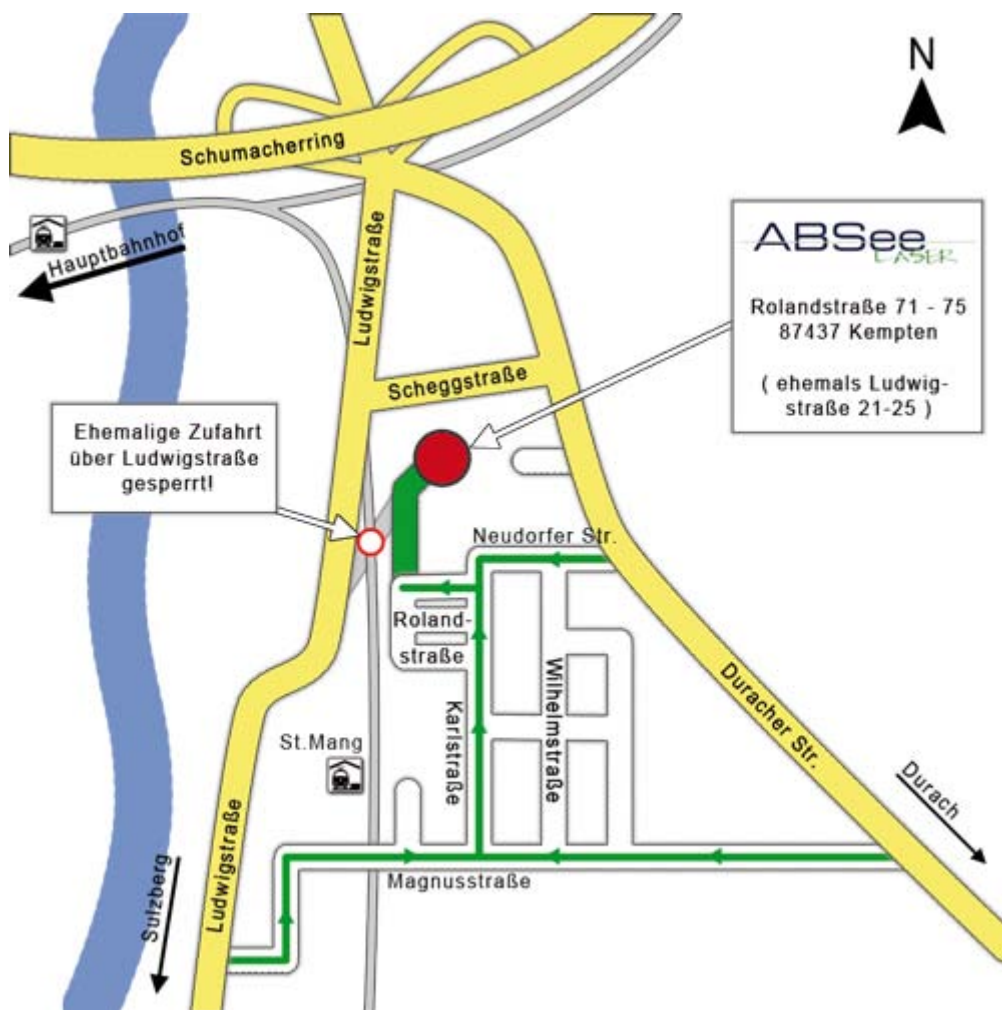 N
Schumacherring
Hauptbahnhof
Ludwigstraße
ABSee
LASER
Rolandstraße 71 - 75
87437 Kempten
( ehemals Ludwig-
straße 21-25 )
Scheggstraße
Ehemalige Zufahrt
über Ludwigstraße
gesperrt!
Neudorfer Str.
Roland-
straße
Karlstraße
Wilhelmstraße
Duracher Str.
St.Mang
Durach
Ludwigstraße
Magnusstraße
Sulzberg